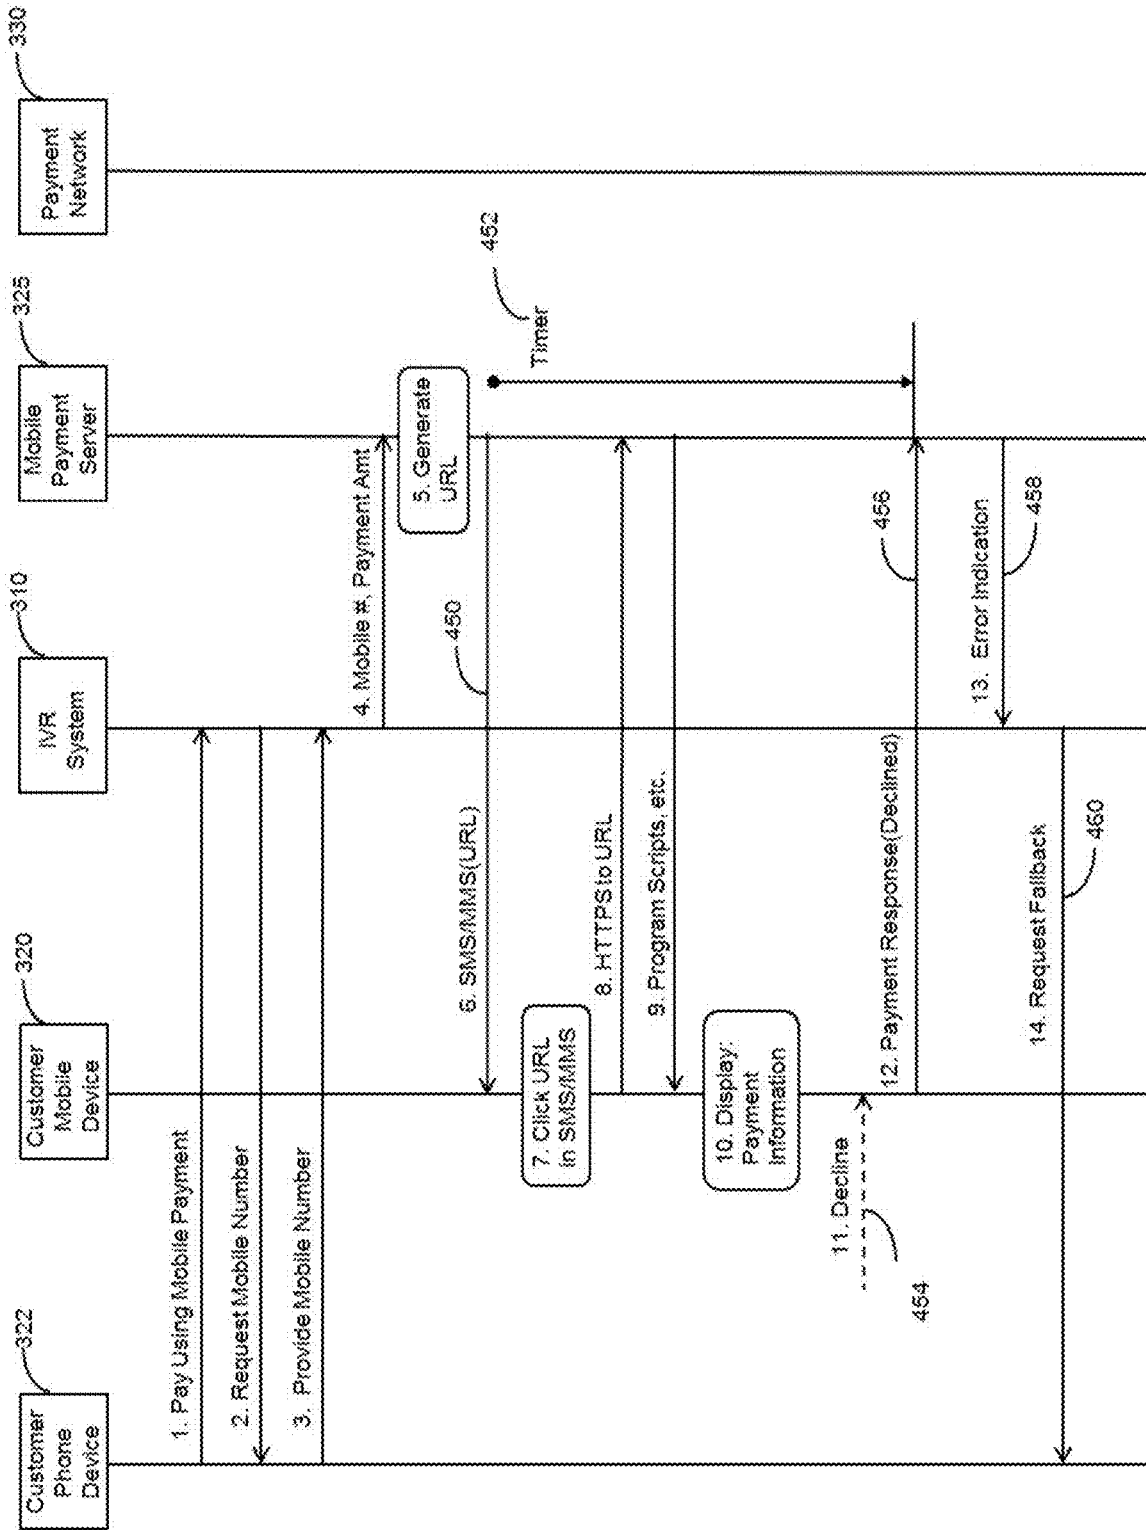 Customer
Phone
Device
322
Customer
Mobile
Device
320
IVR
System
310
Mobile
Payment
Server
325
Payment
Network
330
1. Pay Using Mobile Payment
2. Request Mobile Number
3. Provide Mobile Number
4. Mobile #, Payment Amt
5. Generate
URL
6. SMS/MMS(URL)
450
Timer
452
7. Click URL
in SMS/MMS
8. HTTPS to URL
9. Program Scripts, etc.
10. Display:
Payment
Information
11. Decline
454
12. Payment Response(Declined)
456
13. Error Indication
458
14. Request Fallback
460